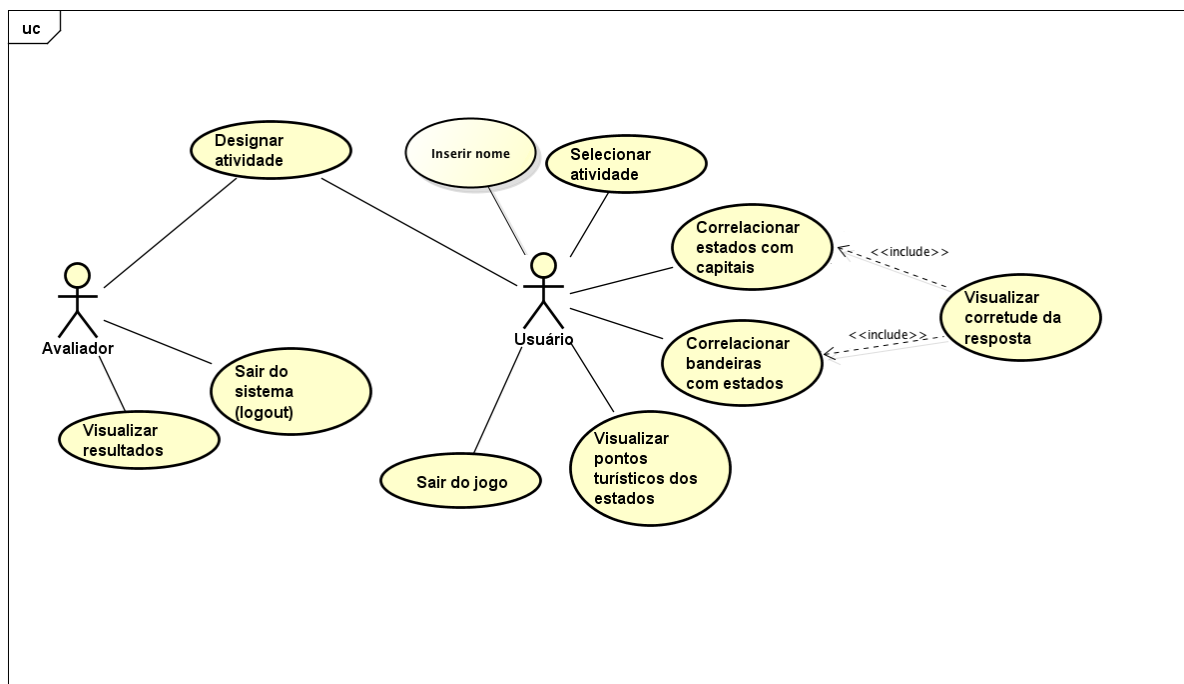 uc
Designar
atividade
Inserir nome
Selecionar
atividade
Correlacionar
estados com
capitais
<<include>>
Visualizar
corretude da
resposta
<<include>>
Correlacionar
bandeiras
com estados
Usuário
Avaliador
Sair do
sistema
(logout)
Visualizar
resultados
Sair do jogo
Visualizar
pontos
turísticos dos
estados